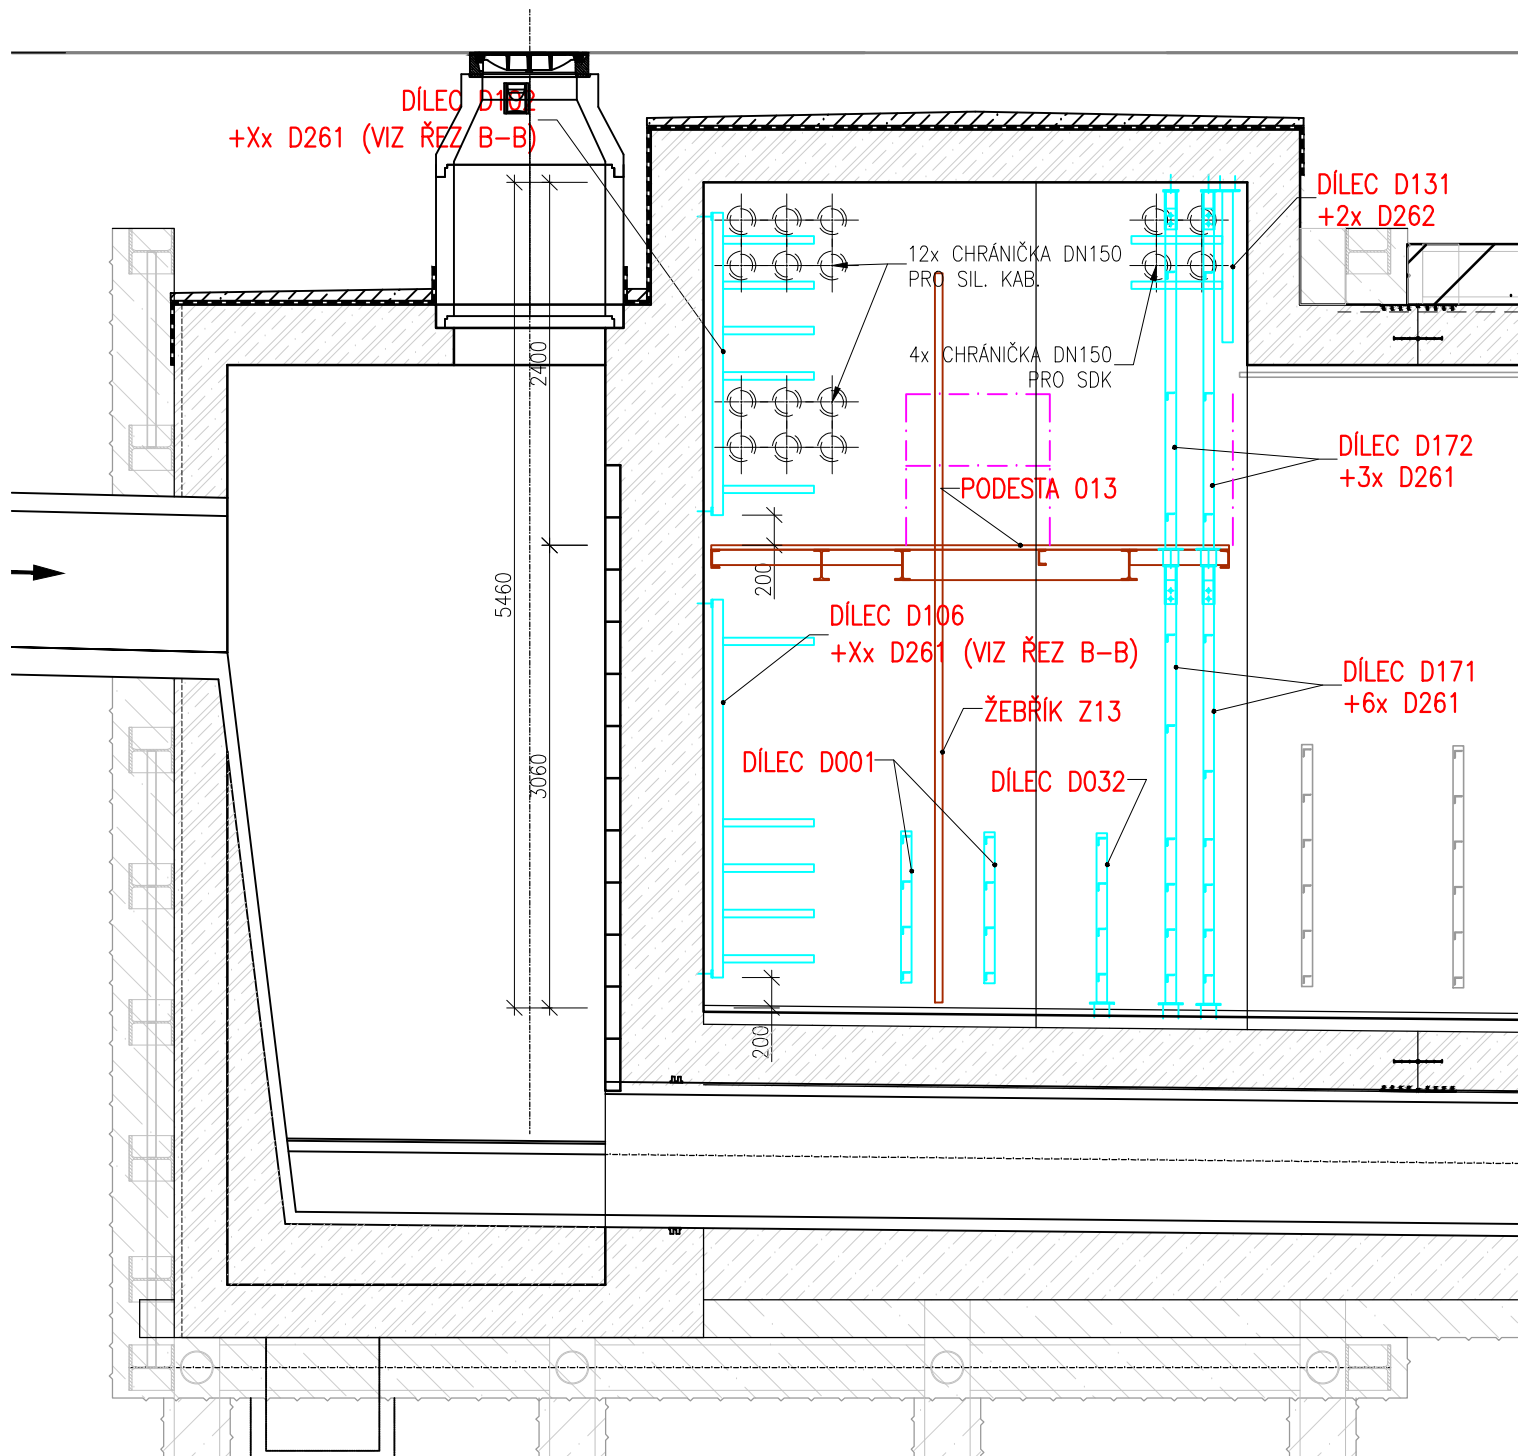 DÍLEC D102
+Xx D261 (VIZ ŘEZ B-B)
DÍLEC D131
+2x D262
12x CHRÁNIČKA DN150
PRO SIL. KAB.
4x CHRÁNIČKA DN150
PRO SDK
2400
DÍLEC D172
+3x D261
PODESTA 013
5460
200
DÍLEC D106
+Xx D261 (VIZ ŘEZ B-B)
DÍLEC D171
+6x D261
ŽEBŘÍK Z13
3060
DÍLEC D001
DÍLEC D032
200